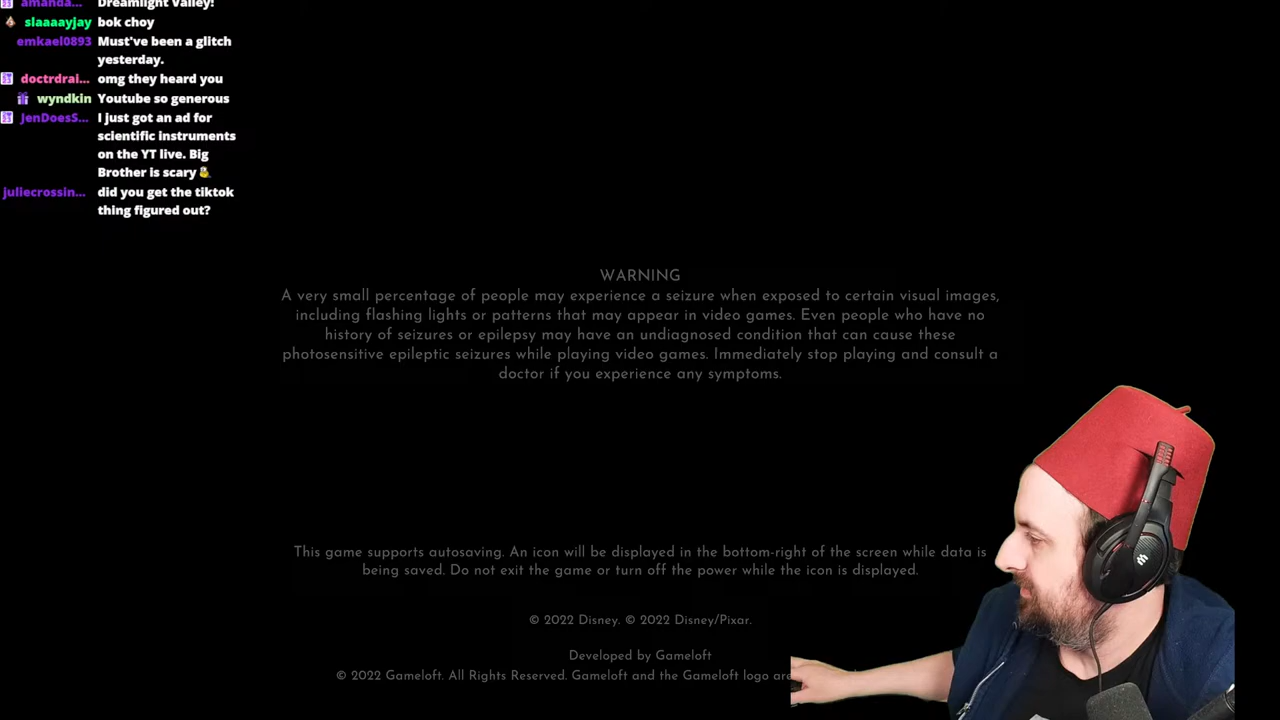 amanda...
Dreamlight Valley!
slaaaayjay bok choy
emkael0893 Must've been a glitch
yesterday.
doctrdrai... omg they heard you
wyndkin Youtube so generous
JenDoesS... I just got an ad for
scientific instruments
on the YT live. Big
Brother is scary
juliecrossin... did you get the tiktok
thing figured out?
WARNING
A very small percentage of people may experience a seizure when exposed to certain visual images,
including flashing lights or patterns that may appear in video games. Even people who have no
history of seizures or epilepsy may have an undiagnosed condition that can cause these
photosensitive epileptic seizures while playing video games. Immediately stop playing and consult a
doctor if you experience any symptoms.
This game supports autosaving. An icon will be displayed in the bottom-right of the screen while data is
being saved. Do not exit the game or turn off the power while the icon is displayed.
© 2022 Disney. © 2022 Disney/Pixar.
Developed by Gameloft
© 2022 Gameloft. All Rights Reserved. Gameloft and the Gameloft logo are